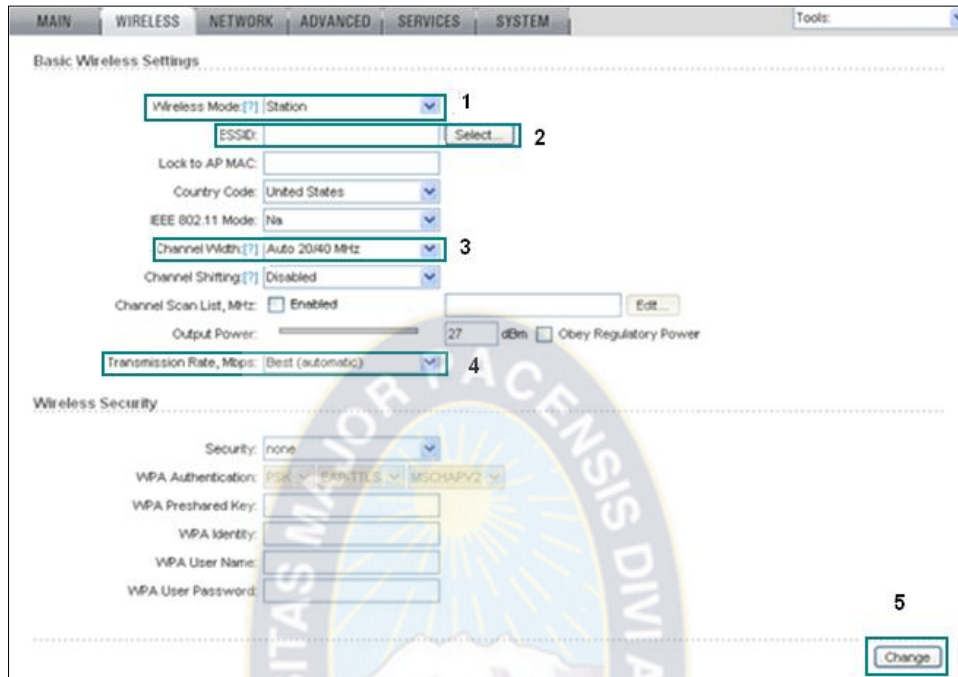 MAIN WIRELESS NETWORK ADVANCED SERVICES SYSTEM Tools:
Basic Wireless Settings
Wireless Mode:[?] Station 1
ESSID: Select... 2
Lock to AP MAC:
Country Code: United States
IEEE 802.11 Mode: Na
Channel Width:[?] Auto 20/40 MHz 3
Channel Shifting:[?] Disabled
Channel Scan List, MHz: Enabled Edit...
Output Power: 27 dBm Obey Regulatory Power
Transmission Rate, Mbps: Best (automatic) 4
Wireless Security
Security: none
WPA Authentication: PSK EAP-TTLS MSCHAPV2
WPA Preshared Key:
WPA Identity:
WPA User Name:
WPA User Password:
5
Change
ITAS MAJOR PACENSIS DIVI A